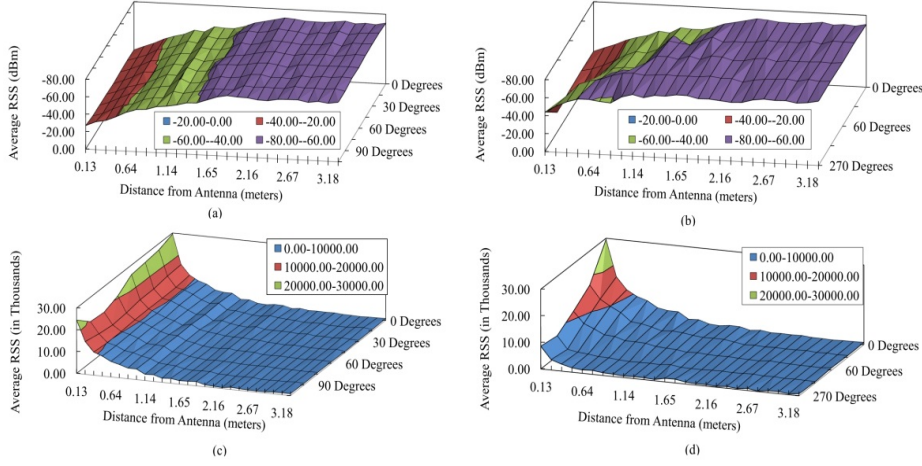 Average RSS (dBm)
-80.00
-60.00
-40.00
-20.00
0.00
-20.00-0.00
-40.00--20.00
-60.00--40.00
-80.00--60.00
0 Degrees
30 Degrees
60 Degrees
90 Degrees
0.13 0.64 1.14 1.65 2.16 2.67 3.18
Distance from Antenna (meters)
(a)
Average RSS (dBm)
-80.00
-60.00
-40.00
-20.00
0.00
-20.00-0.00
-40.00--20.00
-60.00--40.00
-80.00--60.00
0 Degrees
60 Degrees
270 Degrees
0.13 0.64 1.14 1.65 2.16 2.67 3.18
Distance from Antenna (meters)
(b)
Average RSS (in Thousands)
30.00
20.00
10.00
0.00
0.00-10000.00
10000.00-20000.00
20000.00-30000.00
0 Degrees
30 Degrees
60 Degrees
90 Degrees
0.13 0.64 1.14 1.65 2.16 2.67 3.18
Distance from Antenna (meters)
(c)
Average RSS (in Thousands)
30.00
20.00
10.00
0.00
0.00-10000.00
10000.00-20000.00
20000.00-30000.00
0 Degrees
60 Degrees
270 Degrees
0.13 0.64 1.14 1.65 2.16 2.67 3.18
Distance from Antenna (meters)
(d)